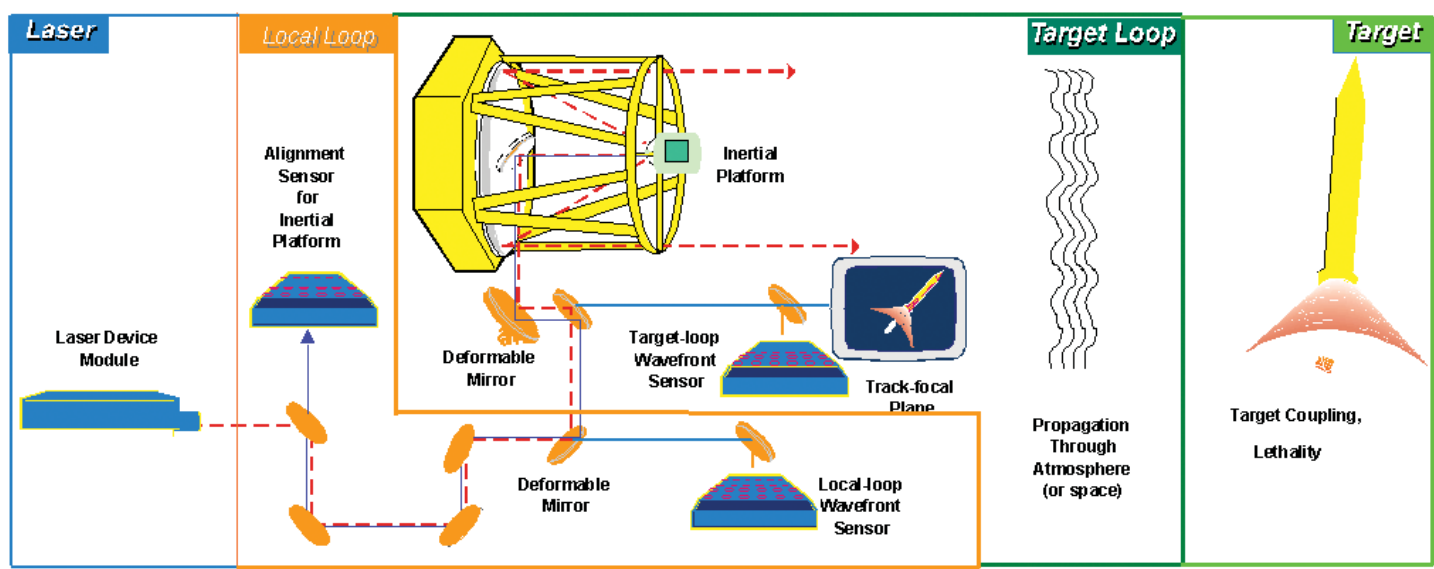 Laser
Local Loop
Target Loop
Target
Alignment
Sensor
for
Inertial
Platform
Inertial
Platform
Laser Device
Module
Deformable
Mirror
Target-loop
Wavefront
Sensor
Track-focal
Plane
Deformable
Mirror
Local-loop
Wavefront
Sensor
Propagation
Through
Atmosphere
(or space)
Target Coupling,
Lethality